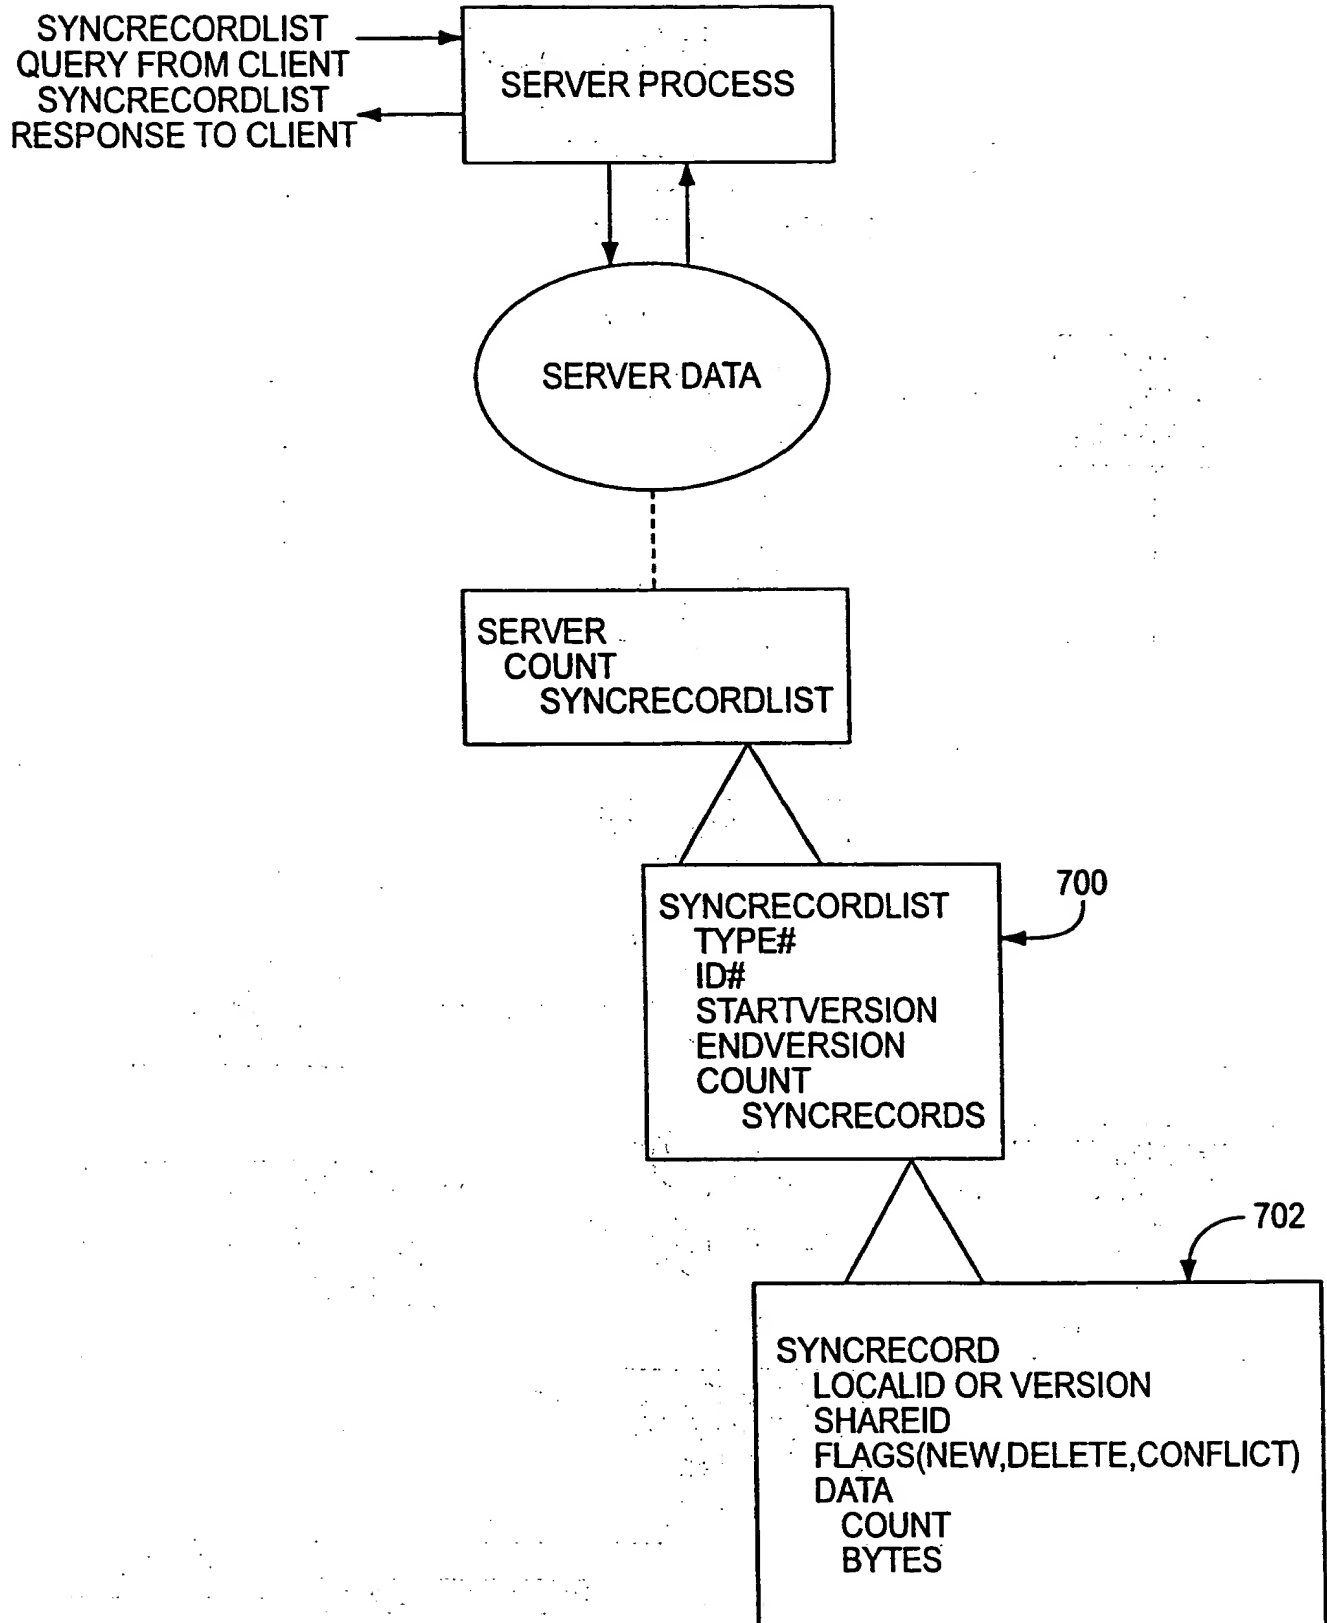 SYNCRECORDLIST
QUERY FROM CLIENT
SYNCRECORDLIST
RESPONSE TO CLIENT
SERVER PROCESS
SERVER DATA
SERVER
COUNT
SYNCRECORDLIST
700
SYNCRECORDLIST
TYPE#
ID#
STARTVERSION
ENDVERSION
COUNT
SYNCRECORDS
702
SYNCRECORD
LOCALID OR VERSION
SHAREID
FLAGS(NEW,DELETE,CONFLICT)
DATA
COUNT
BYTES